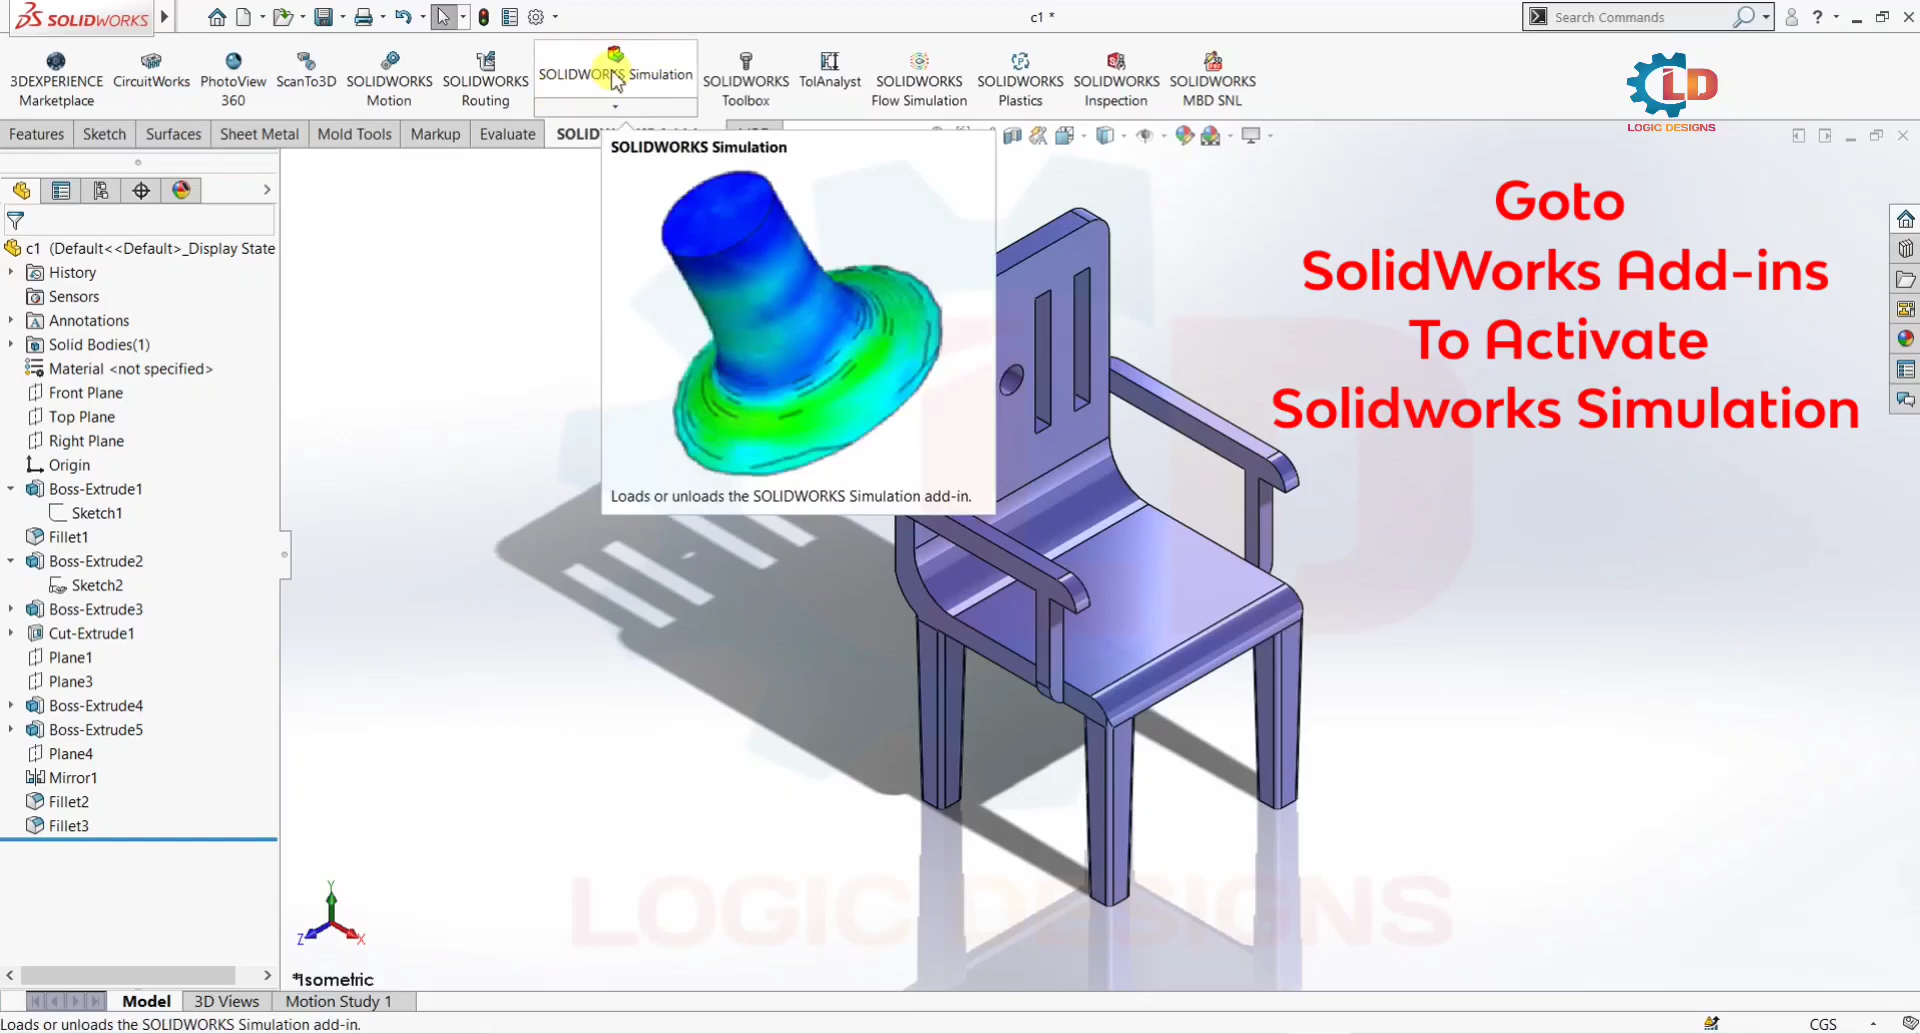 SOLIDWORKS
c1 *
Search Commands
3DEXPERIENCE
Marketplace
CircuitWorks
PhotoView
360
ScanTo3D
SOLIDWORKS
Motion
SOLIDWORKS
Routing
SOLIDWORKS Simulation
SOLIDWORKS
Toolbox
TolAnalyst
SOLIDWORKS
Flow Simulation
SOLIDWORKS
Plastics
SOLIDWORKS
Inspection
SOLIDWORKS
MBD SNL
LD
LOGIC DESIGNS
Features
Sketch
Surfaces
Sheet Metal
Mold Tools
Markup
Evaluate
SOLIDWORKS Simulation
Loads or unloads the SOLIDWORKS Simulation add-in.
Goto
SolidWorks Add-ins
To Activate
Solidworks Simulation
c1 (Default<<Default>_Display State
History
Sensors
Annotations
Solid Bodies(1)
Material <not specified>
Front Plane
Top Plane
Right Plane
Origin
Boss-Extrude1
Sketch1
Fillet1
Boss-Extrude2
Sketch2
Boss-Extrude3
Cut-Extrude1
Plane1
Plane3
Boss-Extrude4
Boss-Extrude5
Plane4
Mirror1
Fillet2
Fillet3
Y
Z
X
LOGIC DESIGNS
*Isometric
Model
3D Views
Motion Study 1
Loads or unloads the SOLIDWORKS Simulation add-in.
CGS